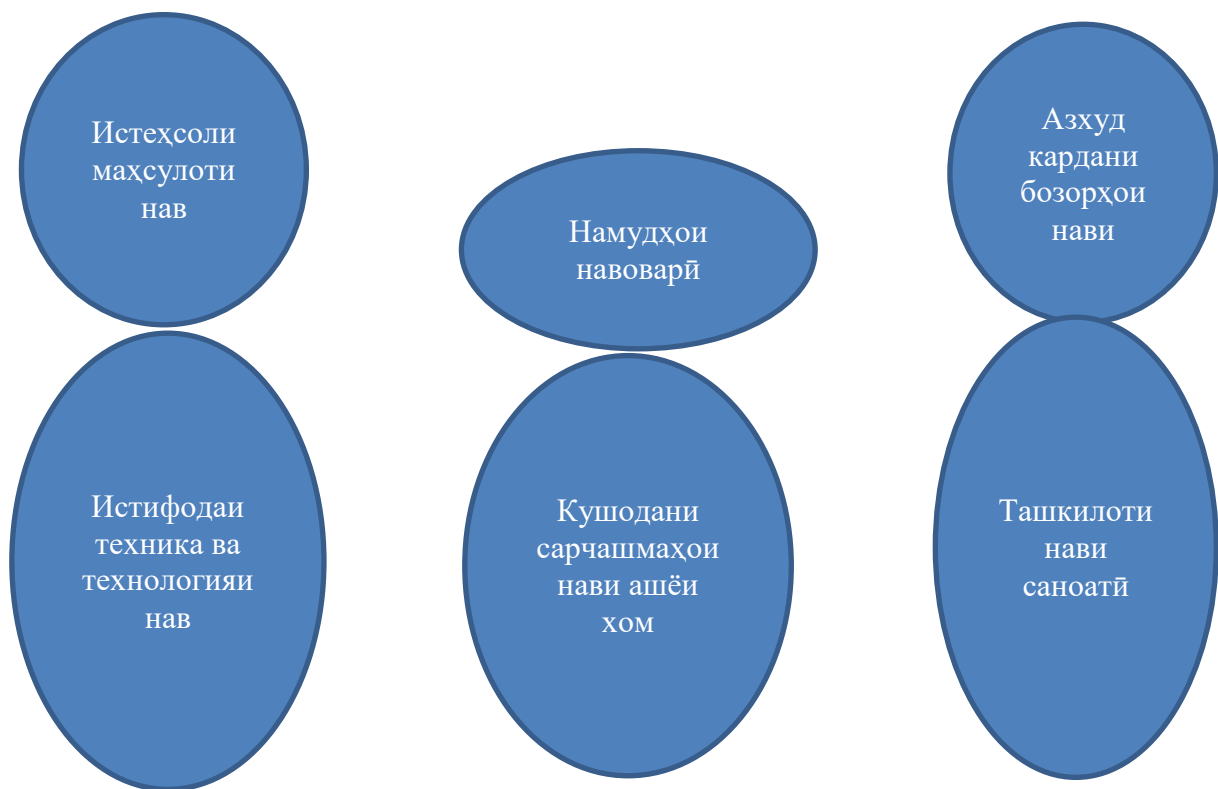 Истеҳсоли
маҳсулоти
нав
Намудҳои
навоварӣ
Азхуд
кардани
бозорҳои
нави
Истифодаи
техника ва
технологияи
нав
Кушодани
сарчашмаҳои
нави ашёи
хом
Ташкилоти
нави
саноатӣ